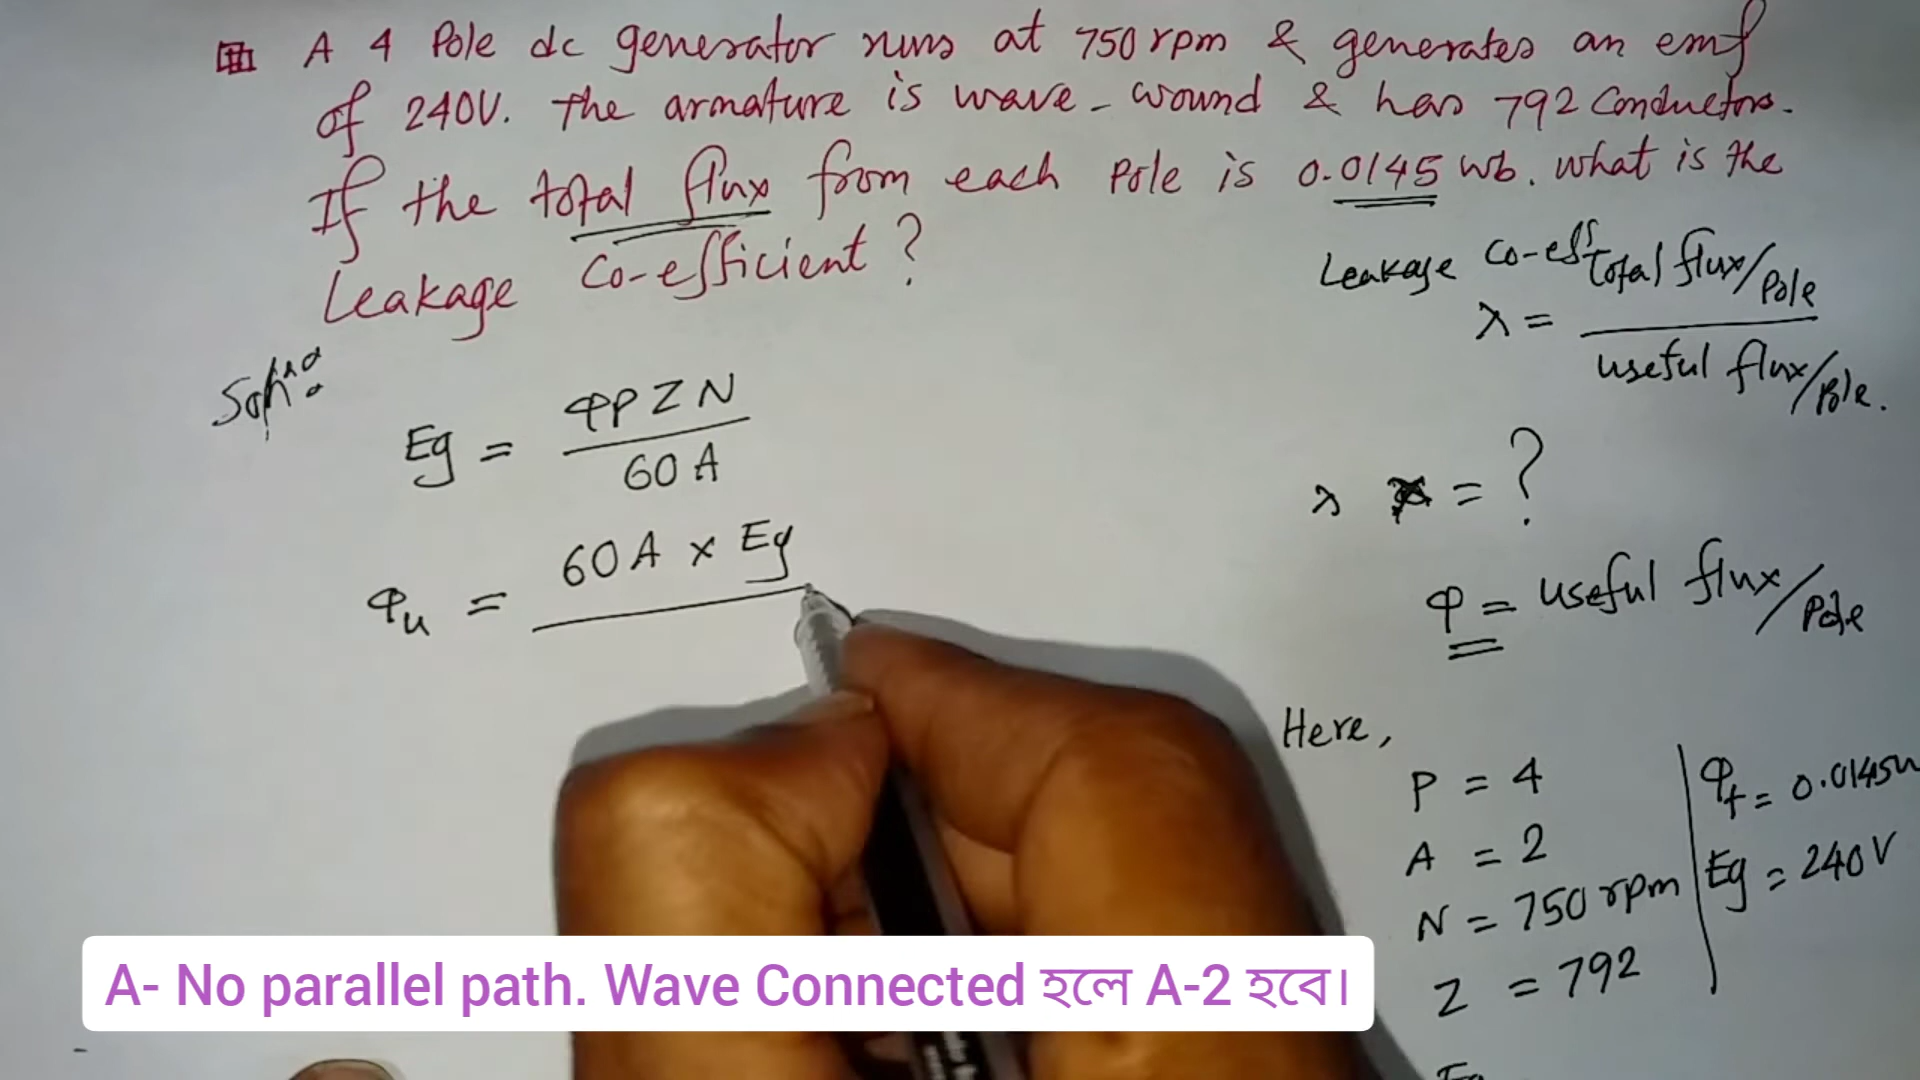 A 4 Pole dc generator runs at 750 rpm & generates an emf
of 240V. The armature is wave-wound & has 792 Conductors.
If the total flux from each pole is 0.0145 wb. what is the
Leakage Co-efficient?
Leakage Co-eff
λ = total flux/Pole
useful flux/Pole.
Soln:
Eg = φPZN
60A
φu = 60A × Eg
λ = ?
φ = useful flux/Pole
Here,
P = 4
A = 2
N = 750 rpm
Z = 792
φt = 0.0145
Eg = 240V
A- No parallel path. Wave Connected হলে A-2 হবে।